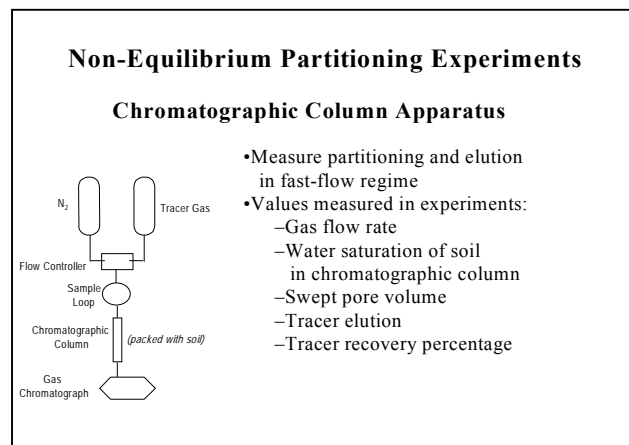 Non-Equilibrium Partitioning Experiments
Chromatographic Column Apparatus
•Measure partitioning and elution
in fast-flow regime
•Values measured in experiments:
–Gas flow rate
–Water saturation of soil
in chromatographic column
–Swept pore volume
–Tracer elution
–Tracer recovery percentage
N2
Tracer Gas
Flow Controller
Sample
Loop
Chromatographic
Column
(packed with soil)
Gas
Chromatograph